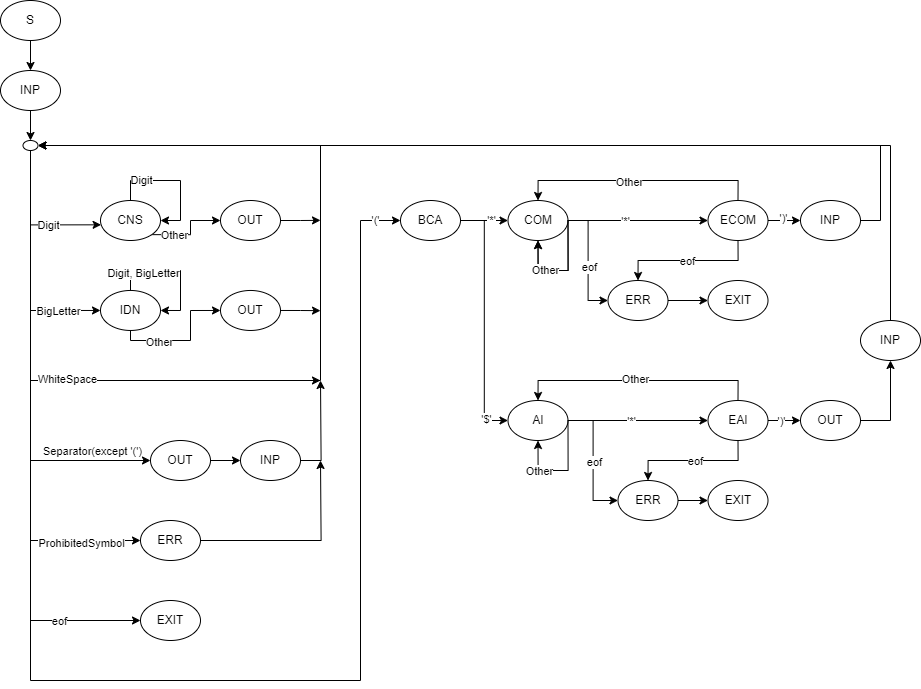 S
INP
Digit
Digit
CNS
Other
OUT
Digit, BigLetter
BigLetter
IDN
Other
OUT
WhiteSpace
Separator(except '(')
OUT
INP
ProhibitedSymbol
ERR
eof
EXIT
'('
BCA
'*'
COM
Other
Other
'*'
ECOM
')'
INP
eof
eof
ERR
EXIT
INP
'$'
AI
Other
Other
'*'
EAI
')'
OUT
eof
eof
ERR
EXIT